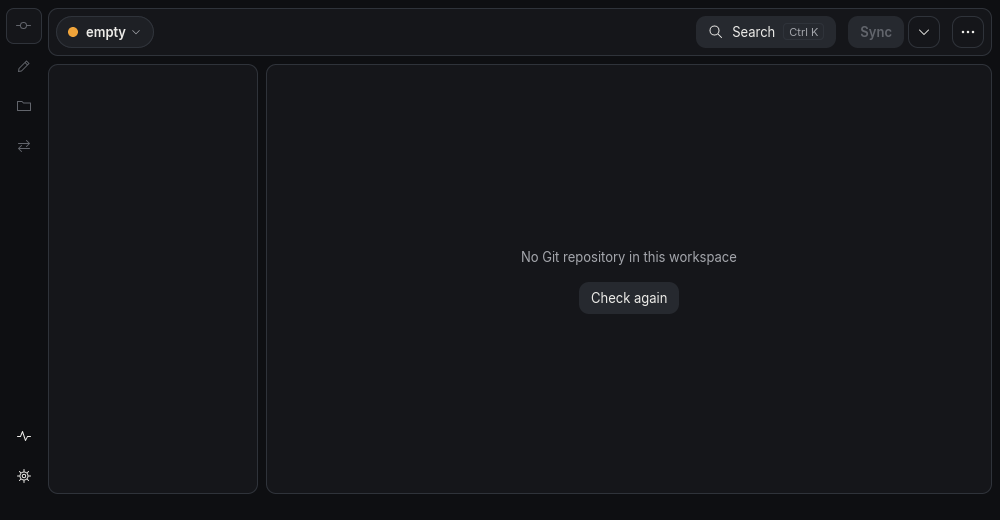 empty
Search Ctrl K
Sync
No Git repository in this workspace
Check again